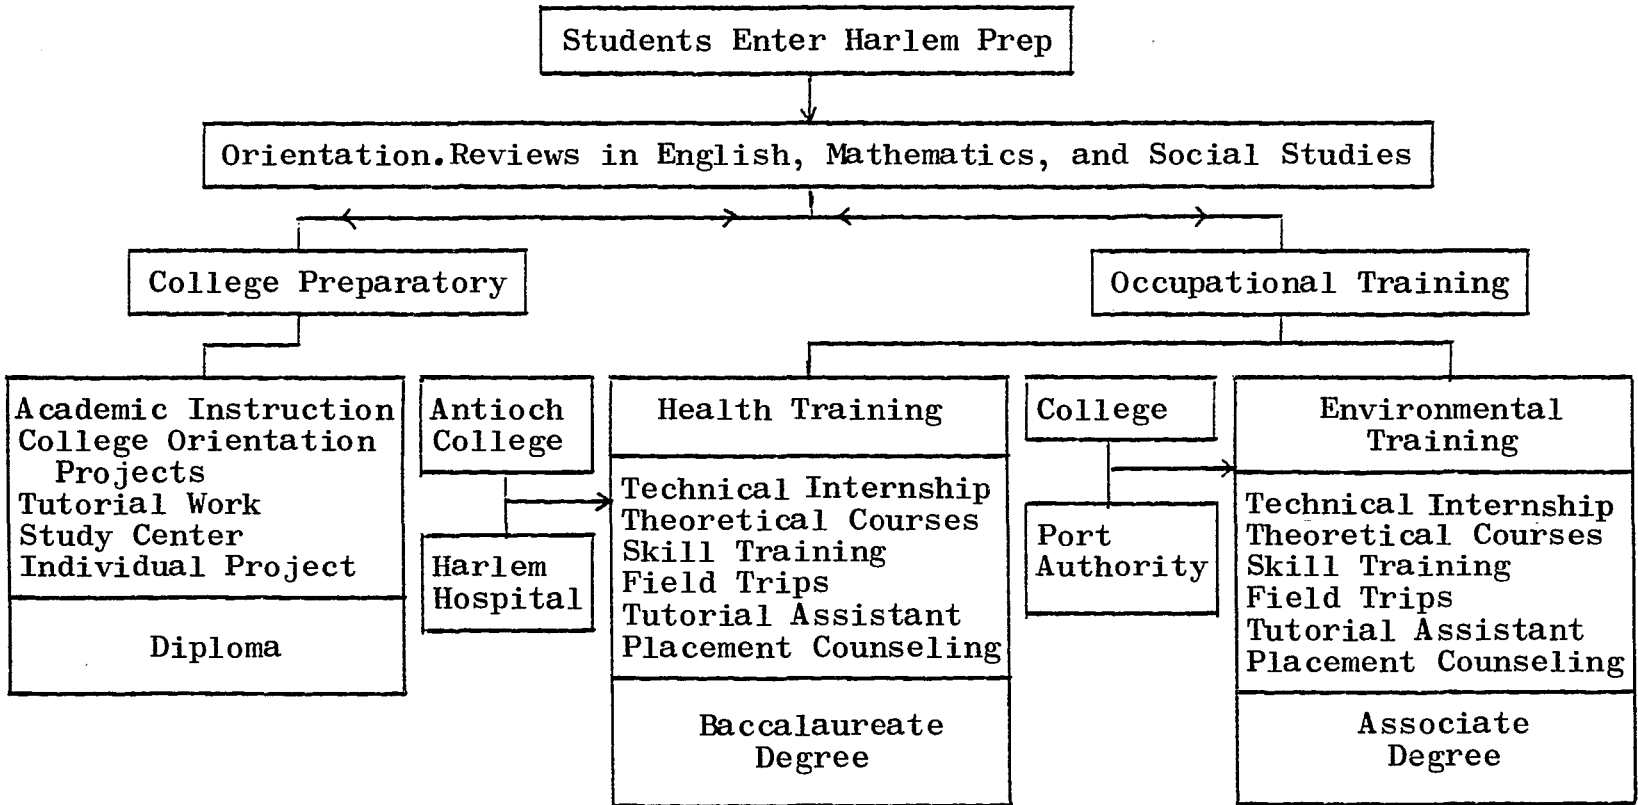 Students Enter Harlem Prep
Orientation.Reviews in English, Mathematics, and Social Studies
College Preparatory
Occupational Training
Academic Instruction
College Orientation
Projects
Tutorial Work
Study Center
Individual Project
Diploma
Antioch
College
Harlem
Hospital
Health Training
Technical Internship
Theoretical Courses
Skill Training
Field Trips
Tutorial Assistant
Placement Counseling
Baccalaureate
Degree
College
Port
Authority
Environmental
Training
Technical Internship
Theoretical Courses
Skill Training
Field Trips
Tutorial Assistant
Placement Counseling
Associate
Degree